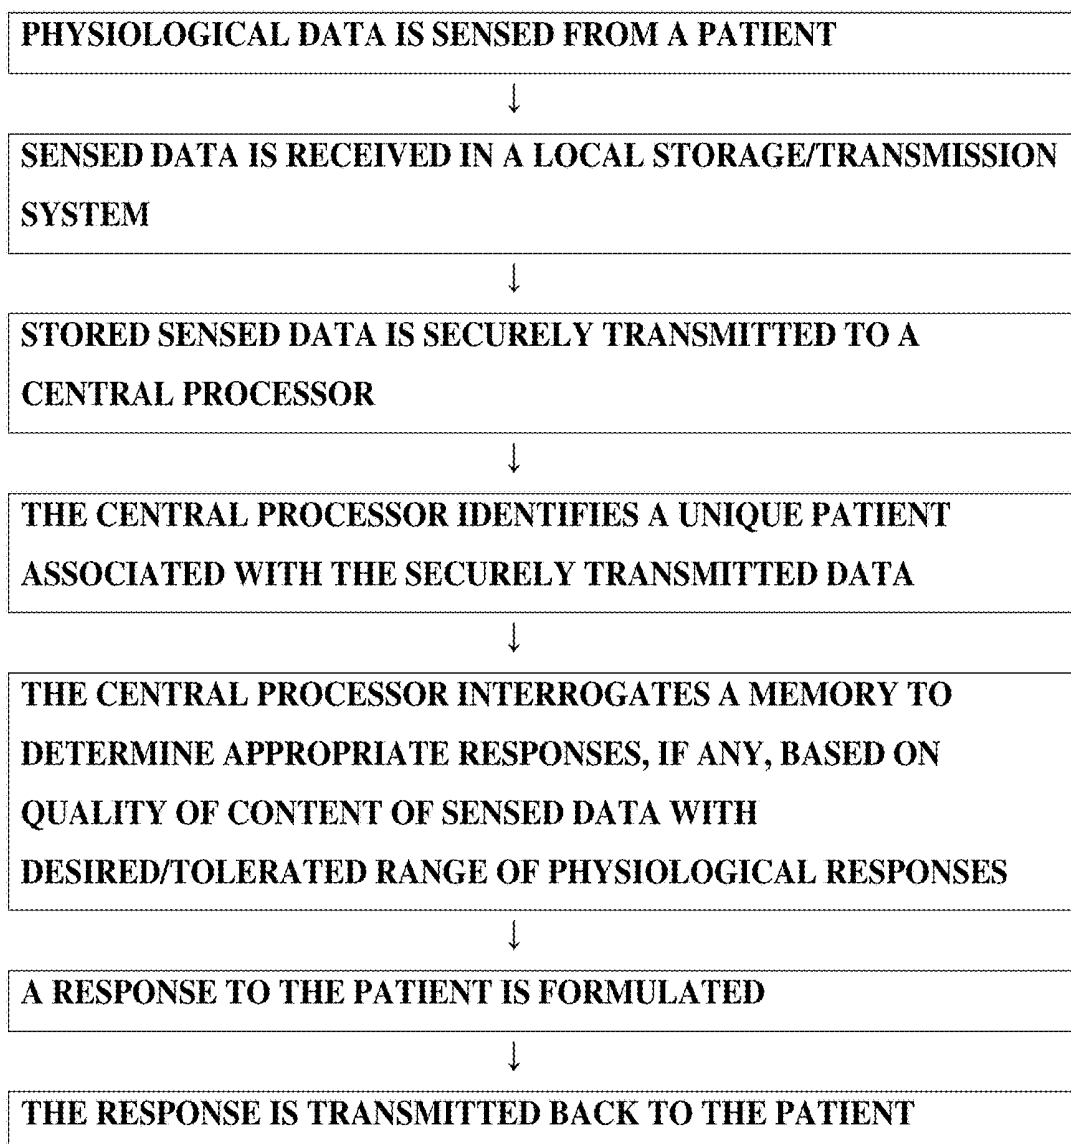 PHYSIOLOGICAL DATA IS SENSED FROM A PATIENT
↓
SENSED DATA IS RECEIVED IN A LOCAL STORAGE/TRANSMISSION
SYSTEM
↓
STORED SENSED DATA IS SECURELY TRANSMITTED TO A
CENTRAL PROCESSOR
↓
THE CENTRAL PROCESSOR IDENTIFIES A UNIQUE PATIENT
ASSOCIATED WITH THE SECURELY TRANSMITTED DATA
↓
THE CENTRAL PROCESSOR INTERROGATES A MEMORY TO
DETERMINE APPROPRIATE RESPONSES, IF ANY, BASED ON
QUALITY OF CONTENT OF SENSED DATA WITH
DESIRED/TOLERATED RANGE OF PHYSIOLOGICAL RESPONSES
↓
A RESPONSE TO THE PATIENT IS FORMULATED
↓
THE RESPONSE IS TRANSMITTED BACK TO THE PATIENT